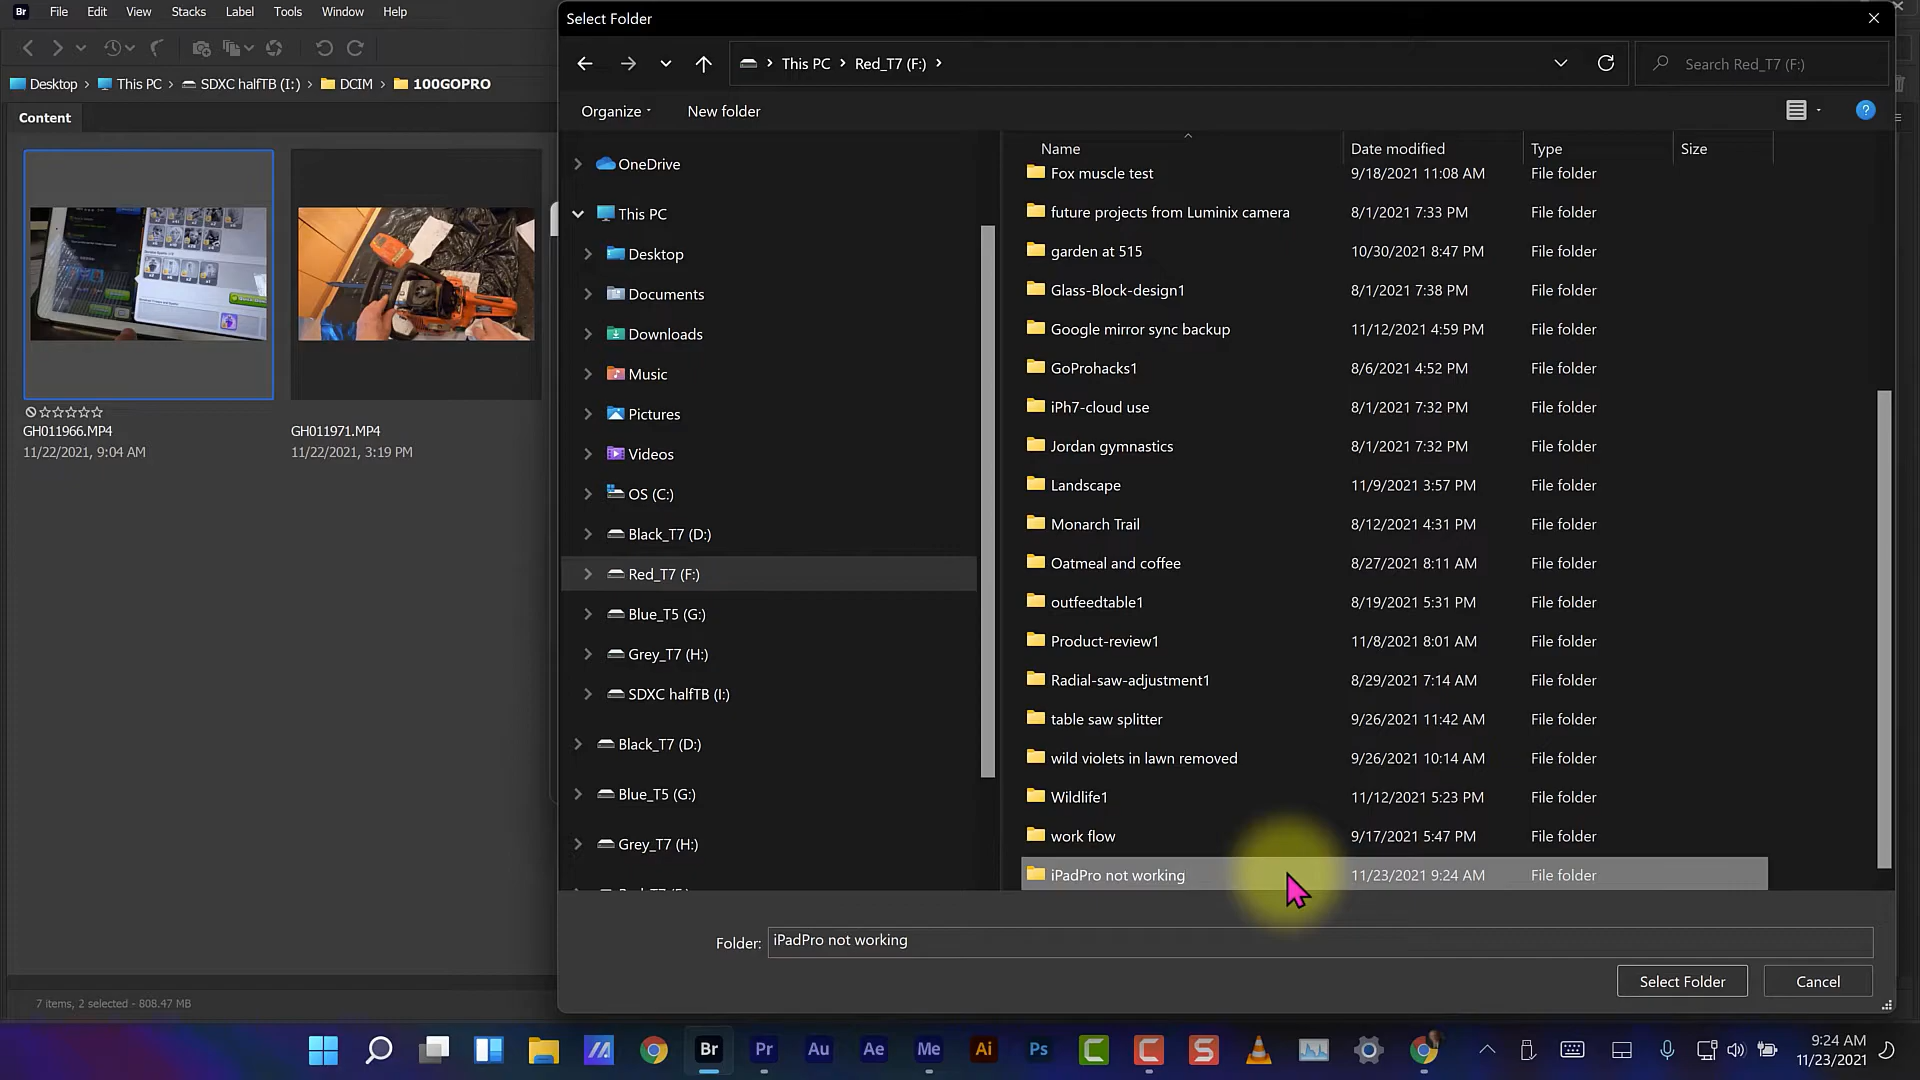 Br File Edit View Stacks Label Tools Window Help
Desktop This PC SDXC halfTB (I:) DCIM 100GOPRO
Content
GH011966.MP4
11/22/2021, 9:04 AM
GH011971.MP4
11/22/2021, 3:19 PM
7 items, 2 selected - 808.47 MB
Select Folder
This PC Red_T7 (F:)
Search Red_T7 (F:)
Organize New folder
OneDrive
This PC
Desktop
Documents
Downloads
Music
Pictures
Videos
OS (C:)
Black_T7 (D:)
Red_T7 (F:)
Blue_T5 (G:)
Grey_T7 (H:)
SDXC halfTB (I:)
Black_T7 (D:)
Blue_T5 (G:)
Grey_T7 (H:)
Name Date modified Type Size
Fox muscle test 9/18/2021 11:08 AM File folder
future projects from Luminix camera 8/1/2021 7:33 PM File folder
garden at 515 10/30/2021 8:47 PM File folder
Glass-Block-design1 8/1/2021 7:38 PM File folder
Google mirror sync backup 11/12/2021 4:59 PM File folder
GoProhacks1 8/6/2021 4:52 PM File folder
iPh7-cloud use 8/1/2021 7:32 PM File folder
Jordan gymnastics 8/1/2021 7:32 PM File folder
Landscape 11/9/2021 3:57 PM File folder
Monarch Trail 8/12/2021 4:31 PM File folder
Oatmeal and coffee 8/27/2021 8:11 AM File folder
outfeedtable1 8/19/2021 5:31 PM File folder
Product-review1 11/8/2021 8:01 AM File folder
Radial-saw-adjustment1 8/29/2021 7:14 AM File folder
table saw splitter 9/26/2021 11:42 AM File folder
wild violets in lawn removed 9/26/2021 10:14 AM File folder
Wildlife1 11/12/2021 5:23 PM File folder
work flow 9/17/2021 5:47 PM File folder
iPadPro not working 11/23/2021 9:24 AM File folder
Folder: iPadPro not working
Select Folder Cancel
Br Pr Au Ae Me Ai Ps C C S
9:24 AM
11/23/2021